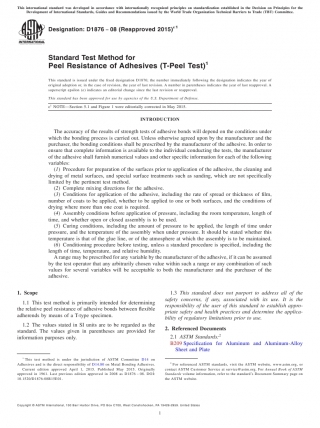 This international standard was developed in accordance with internationally recognized principles on standardization established in the Decision on Principles for the
Development of International Standards, Guides and Recommendations issued by the World Trade Organization Technical Barriers to Trade (TBT) Committee.
Designation: D1876 − 08 (Reapproved 2015)ε1
INTERNATIONAL
Standard Test Method for
Peel Resistance of Adhesives (T-Peel Test)1
This standard is issued under the fixed designation D1876; the number immediately following the designation indicates the year of
original adoption or, in the case of revision, the year of last revision. A number in parentheses indicates the year of last reapproval. A
superscript epsilon (ε) indicates an editorial change since the last revision or reapproval.
This standard has been approved for use by agencies of the U.S. Department of Defense.
ε1 NOTE—Section 9.1 and Figure 1 were editorially corrected in May 2015.
INTRODUCTION
The accuracy of the results of strength tests of adhesive bonds will depend on the conditions under
which the bonding process is carried out. Unless otherwise agreed upon by the manufacturer and the
purchaser, the bonding conditions shall be prescribed by the manufacturer of the adhesive. In order to
ensure that complete information is available to the individual conducting the tests, the manufacturer
of the adhesive shall furnish numerical values and other specific information for each of the following
variables:
(1) Procedure for preparation of the surfaces prior to application of the adhesive, the cleaning and
drying of metal surfaces, and special surface treatments such as sanding, which are not specifically
limited by the pertinent test method.
(2) Complete mixing directions for the adhesive.
(3) Conditions for application of the adhesive, including the rate of spread or thickness of film,
number of coats to be applied, whether to be applied to one or both surfaces, and the conditions of
drying where more than one coat is required.
(4) Assembly conditions before application of pressure, including the room temperature, length of
time, and whether open or closed assembly is to be used.
(5) Curing conditions, including the amount of pressure to be applied, the length of time under
pressure, and the temperature of the assembly when under pressure. It should be stated whether this
temperature is that of the glue line, or of the atmosphere at which the assembly is to be maintained.
(6) Conditioning procedure before testing, unless a standard procedure is specified, including the
length of time, temperature, and relative humidity.
A range may be prescribed for any variable by the manufacturer of the adhesive, if it can be assumed
by the test operator that any arbitrarily chosen value within such a range or any combination of such
values for several variables will be acceptable to both the manufacturer and the purchaser of the
adhesive.
1. Scope
1.1 This test method is primarily intended for determining
the relative peel resistance of adhesive bonds between flexible
adherends by means of a T-type specimen.
1.2 The values stated in SI units are to be regarded as the
standard. The values given in parentheses are provided for
information purposes only.
1.3 This standard does not purport to address all of the
safety concerns, if any, associated with its use. It is the
responsibility of the user of this standard to establish appro-
priate safety and health practices and determine the applica-
bility of regulatory limitations prior to use.
2. Referenced Documents
2.1 ASTM Standards:2
B209 Specification for Aluminum and Aluminum-Alloy
Sheet and Plate
1 This test method is under the jurisdiction of ASTM Committee D14 on
Adhesives and is the direct responsibility of D14.80 on Metal Bonding Adhesives.
Current edition approved April 1, 2015. Published May 2015. Originally
approved in 1961. Last previous edition approved in 2008 as D1876 – 08. DOI:
10.1520/D1876-08R15E01.
2 For referenced ASTM standards, visit the ASTM website, www.astm.org, or
contact ASTM Customer Service at service@astm.org. For Annual Book of ASTM
Standards volume information, refer to the standard's Document Summary page on
the ASTM website.
Copyright © ASTM International, 100 Barr Harbor Drive, PO Box C700, West Conshohocken, PA 19428-2959. United States
1